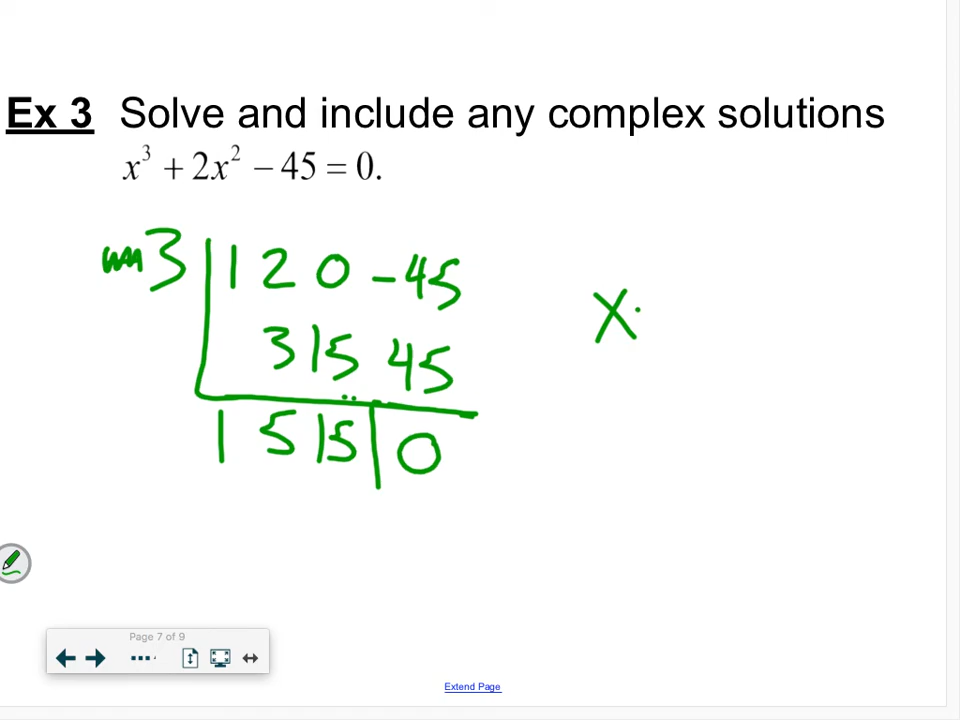 Ex 3 Solve and include any complex solutions
x³ + 2x² − 45 = 0.
3 | 1 2 0 -45
3 15 45
1 5 15 | 0
X
Page 7 of 9
Extend Page